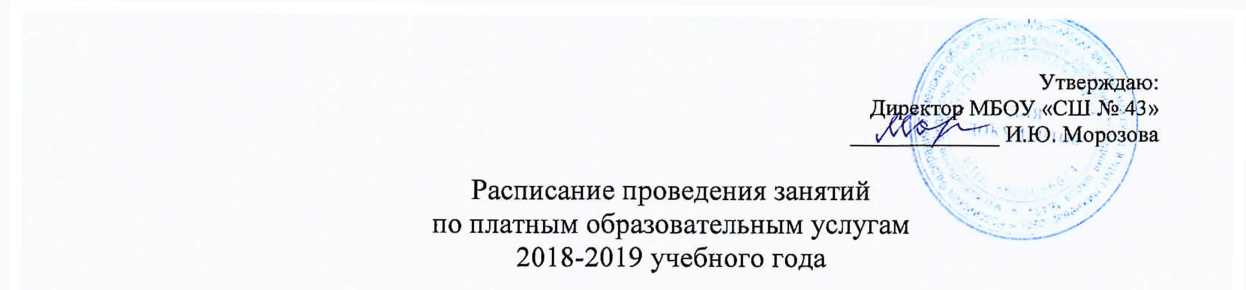 Утверждаю:
Директор МБОУ «СШ № 43»
И.Ю. Морозова
Расписание проведения занятий
по платным образовательным услугам
2018-2019 учебного года